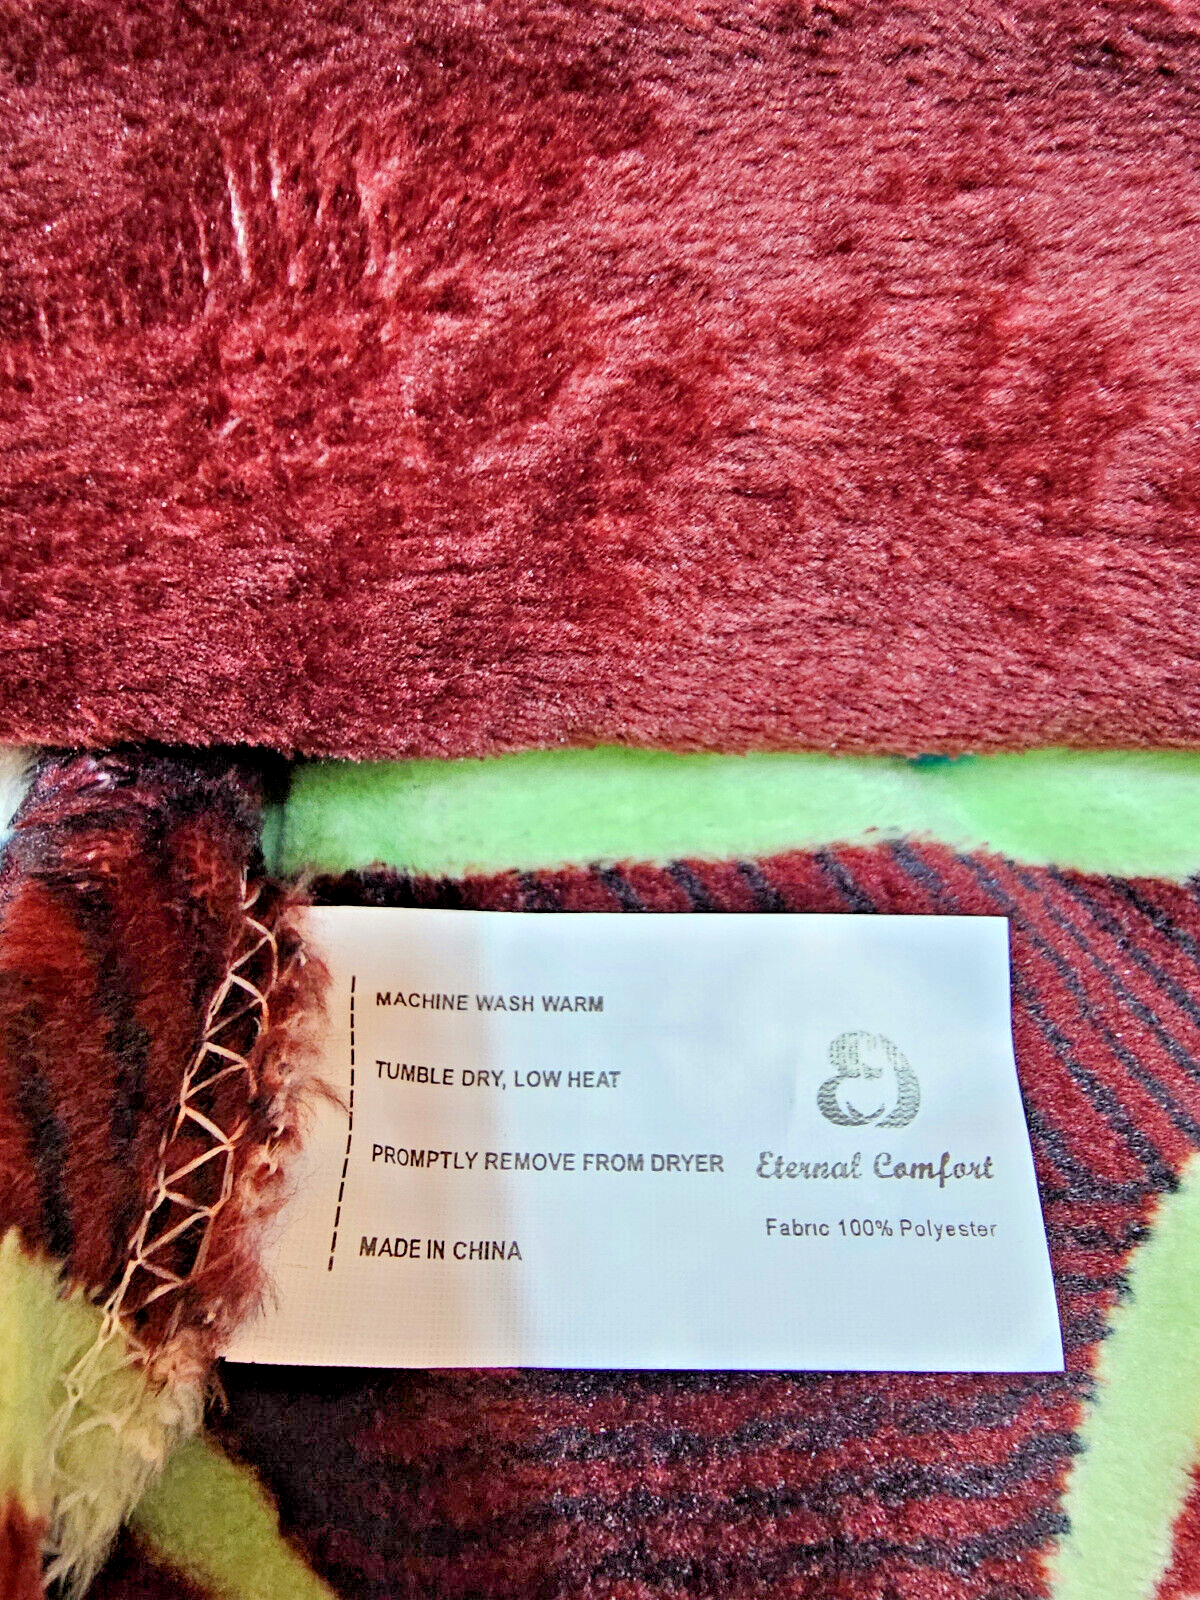 MACHINE WASH WARM
TUMBLE DRY, LOW HEAT
PROMPTLY REMOVE FROM DRYER
MADE IN CHINA
Eternal Comfort
Fabric 100% Polyester